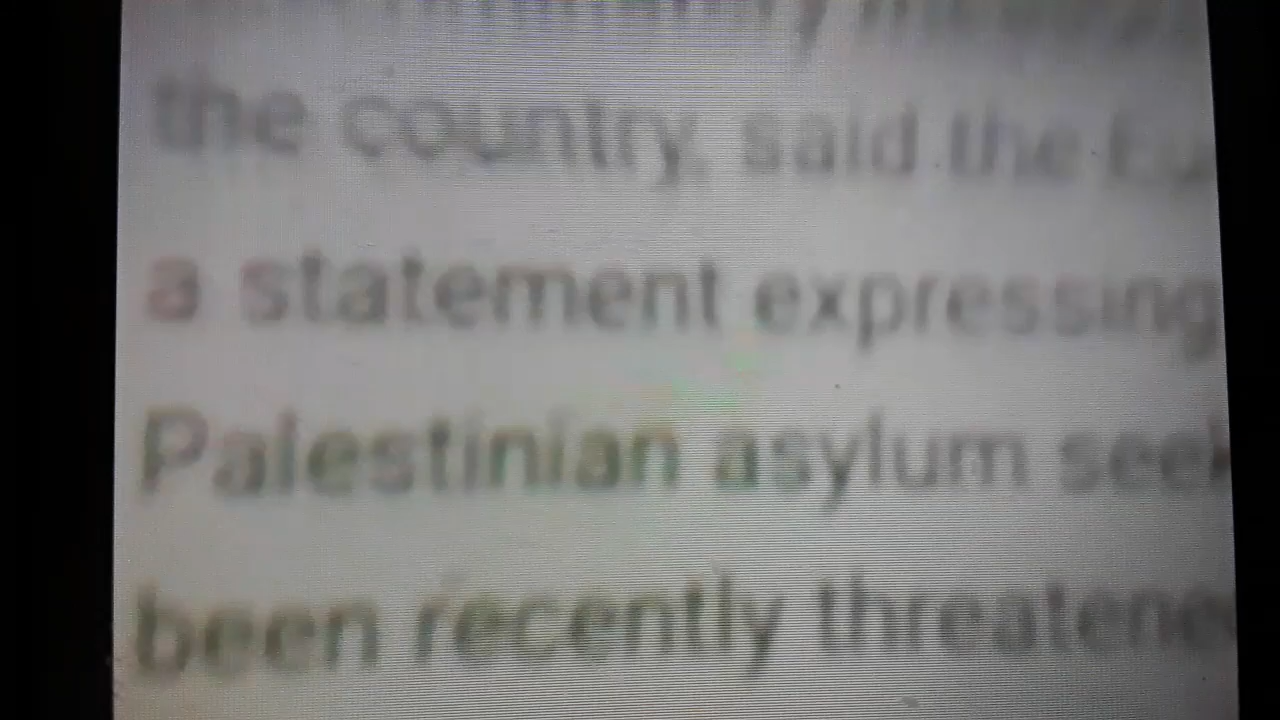 the country, said the
a statement expressing
Palestinian asylum
been recently